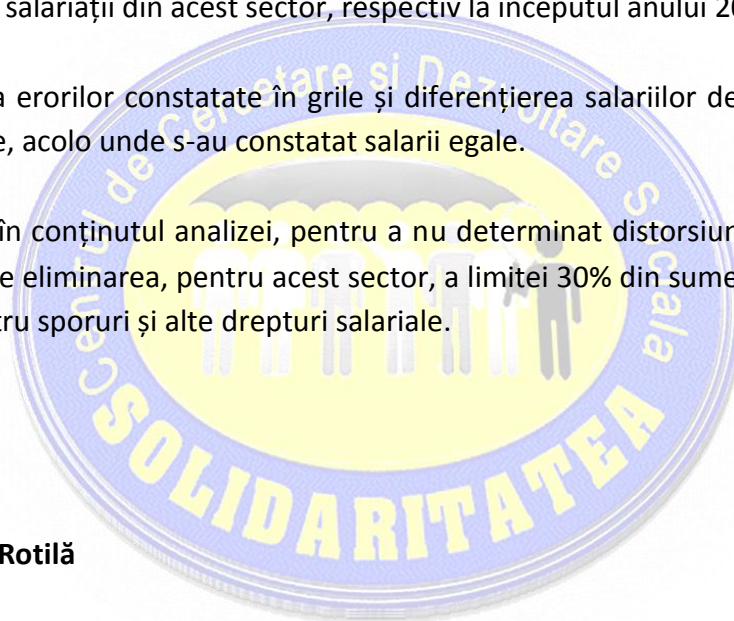 salariații din acest sector, respectiv la începutul anului 20
a erorilor constatate în grile și diferențierea salariilor de
e, acolo unde s-au constatat salarii egale.
în conținutul analizei, pentru a nu determinat distorsiun
e eliminarea, pentru acest sector, a limitei 30% din sume
tru sporuri și alte drepturi salariale.
Rotilă
Centrul de Cercetare si Dezvoltare Sociala
SOLIDARITATEA